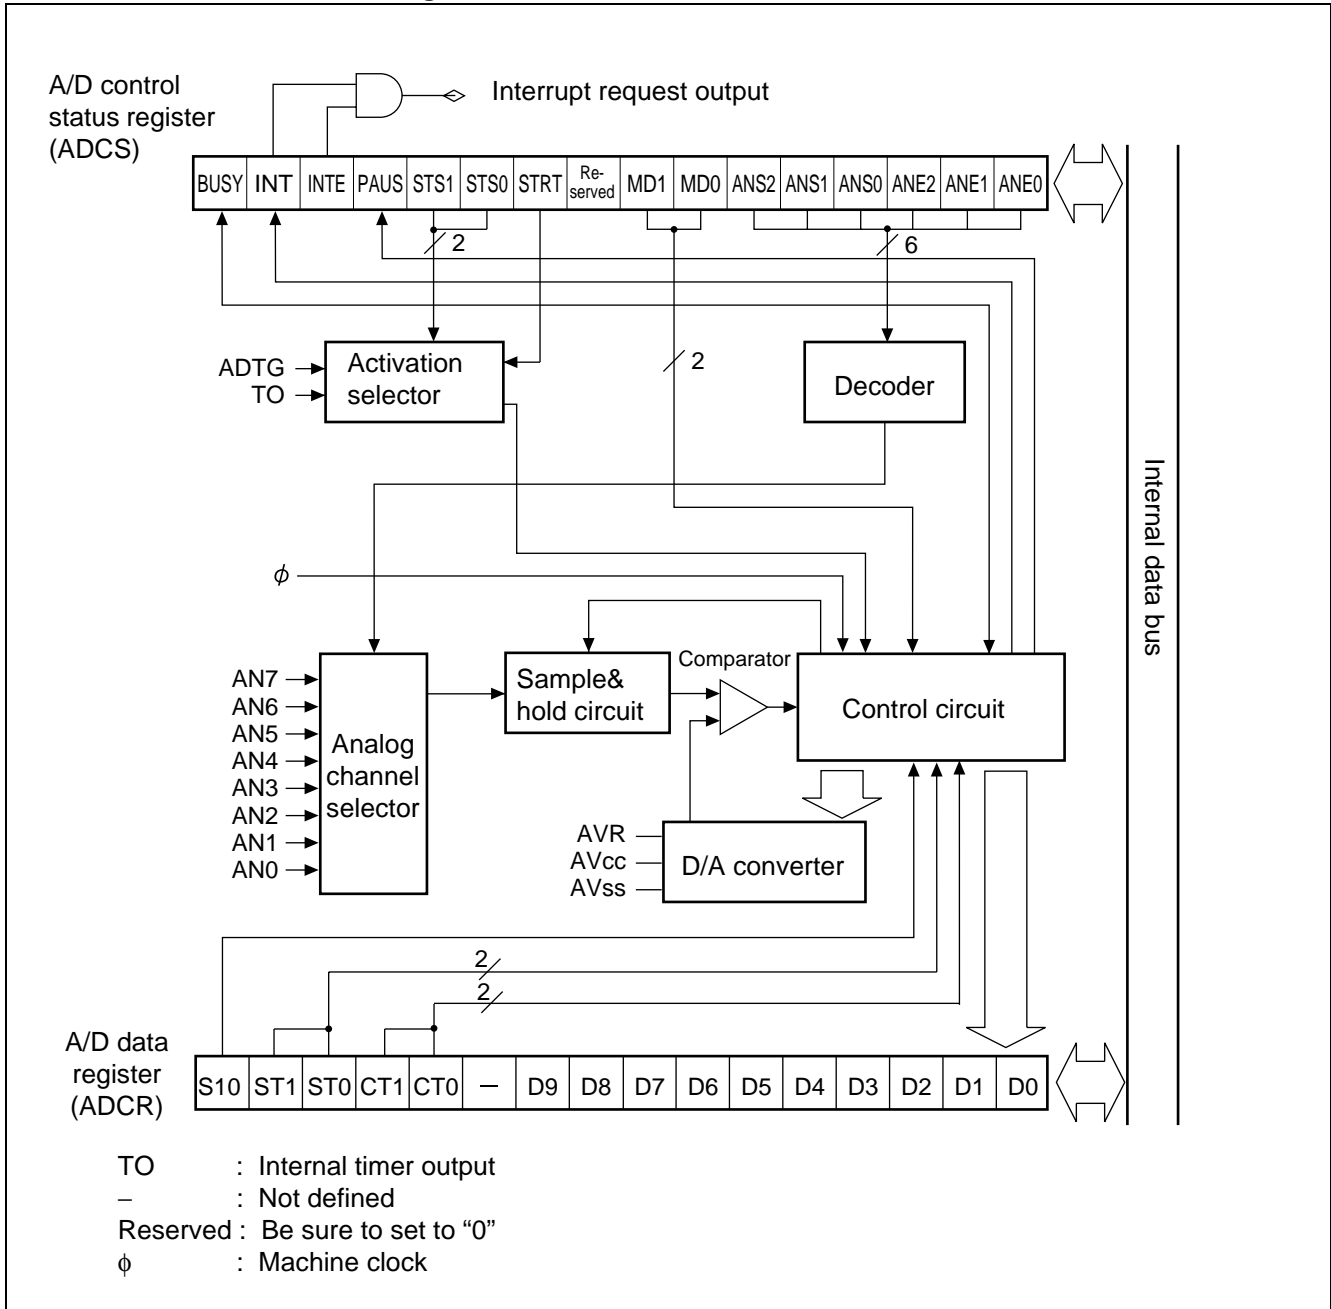 A/D control
status register
(ADCS)
Interrupt request output
BUSY INT INTE PAUS STS1 STS0 STRT Re-served MD1 MD0 ANS2 ANS1 ANS0 ANE2 ANE1 ANE0
2
6
ADTG
TO
Activation
selector
2
Decoder
Internal data bus
ϕ
AN7
AN6
AN5
AN4
AN3
AN2
AN1
AN0
Analog
channel
selector
Sample&
hold circuit
Comparator
Control circuit
AVR
AVcc
AVss
D/A converter
2
2
A/D data
register
(ADCR)
S10 ST1 ST0 CT1 CT0 – D9 D8 D7 D6 D5 D4 D3 D2 D1 D0
TO : Internal timer output
– : Not defined
Reserved : Be sure to set to “0”
ϕ : Machine clock